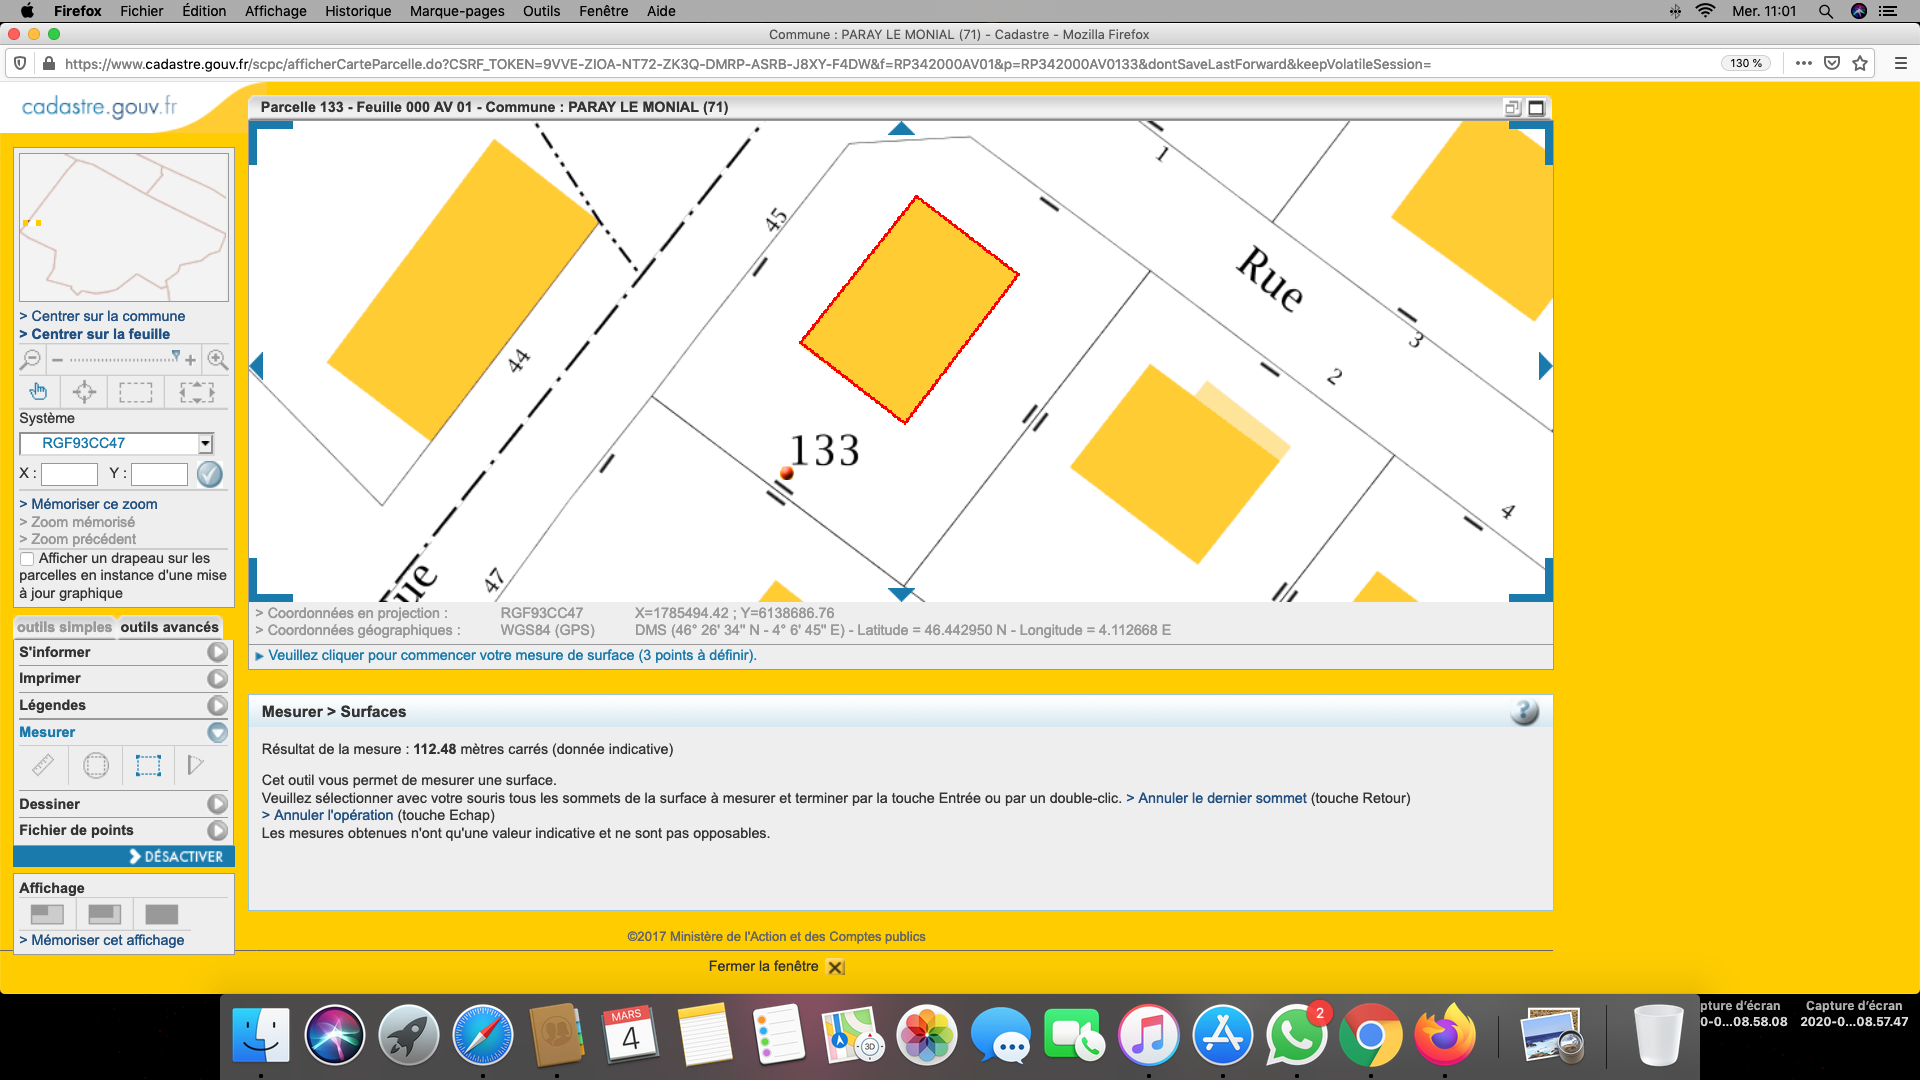 Firefox Fichier Édition Affichage Historique Marque-pages Outils Fenêtre Aide Mer. 11:01
Commune : PARAY LE MONIAL (71) - Cadastre - Mozilla Firefox
https://www.cadastre.gouv.fr/scpc/afficherCarteParcelle.do?CSRF_TOKEN=9VVE-ZIOA-NT72-ZK3Q-DMRP-ASRB-J8XY-F4DW&f=RP342000AV01&p=RP342000AV0133&dontSaveLastForward&keepVolatileSession= 130 %
cadastre.gouv.fr
Parcelle 133 - Feuille 000 AV 01 - Commune : PARAY LE MONIAL (71)
> Centrer sur la commune
> Centrer sur la feuille
Système
RGF93CC47
X : Y :
> Mémoriser ce zoom
> Zoom mémorisé
> Zoom précédent
Afficher un drapeau sur les
parcelles en instance d'une mise
à jour graphique
outils simples outils avancés
S'informer
Imprimer
Légendes
Mesurer
Dessiner
Fichier de points
DÉSACTIVER
Affichage
> Mémoriser cet affichage
1
45
Rue
3
44
2
133
4
47
ue
> Coordonnées en projection : RGF93CC47 X=1785494.42 ; Y=6138686.76
> Coordonnées géographiques : WGS84 (GPS) DMS (46° 26' 34" N - 4° 6' 45" E) - Latitude = 46.442950 N - Longitude = 4.112668 E
Veuillez cliquer pour commencer votre mesure de surface (3 points à définir).
Mesurer > Surfaces
?
Résultat de la mesure : 112.48 mètres carrés (donnée indicative)
Cet outil vous permet de mesurer une surface.
Veuillez sélectionner avec votre souris tous les sommets de la surface à mesurer et terminer par la touche Entrée ou par un double-clic. > Annuler le dernier sommet (touche Retour)
> Annuler l'opération (touche Echap)
Les mesures obtenues n'ont qu'une valeur indicative et ne sont pas opposables.
©2017 Ministère de l'Action et des Comptes publics
Fermer la fenêtre
MARS
4
3D
2
pture d'écran Capture d'écran
0-0...08.58.08 2020-0...08.57.47